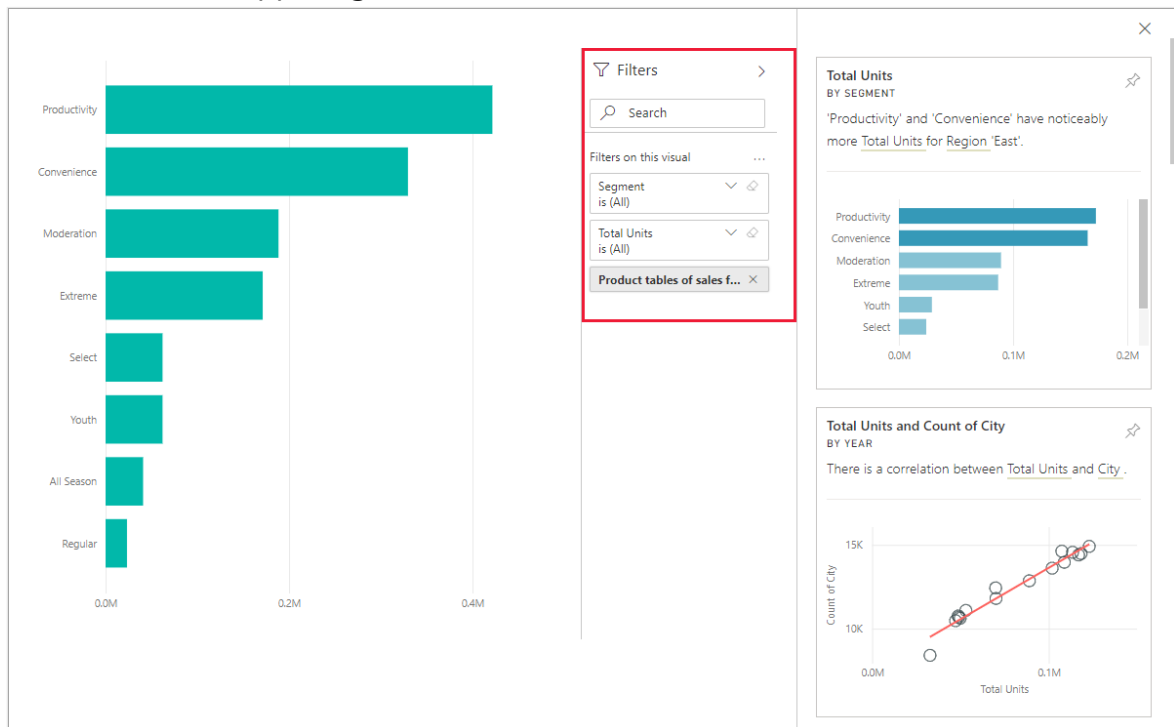 Productivity
Convenience
Moderation
Extreme
Select
Youth
All Season
Regular
0.0M
0.2M
0.4M
Filters
Search
Filters on this visual
...
Segment
is (All)
Total Units
is (All)
Product tables of sales f...
Total Units
BY SEGMENT
'Productivity' and 'Convenience' have noticeably
more Total Units for Region 'East'.
Productivity
Convenience
Moderation
Extreme
Youth
Select
0.0M
0.1M
0.2M
Total Units and Count of City
BY YEAR
There is a correlation between Total Units and City .
15K
10K
Count of City
0.0M
0.1M
Total Units